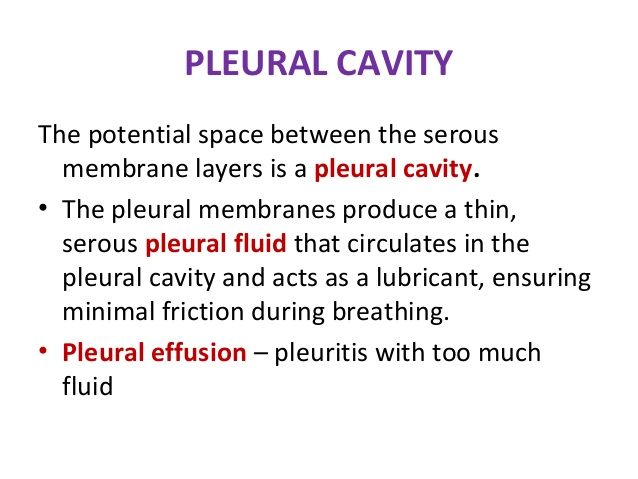 PLEURAL CAVITY
The potential space between the serous
membrane layers is a pleural cavity.
• The pleural membranes produce a thin,
serous pleural fluid that circulates in the
pleural cavity and acts as a lubricant, ensuring
minimal friction during breathing.
• Pleural effusion – pleuritis with too much
fluid